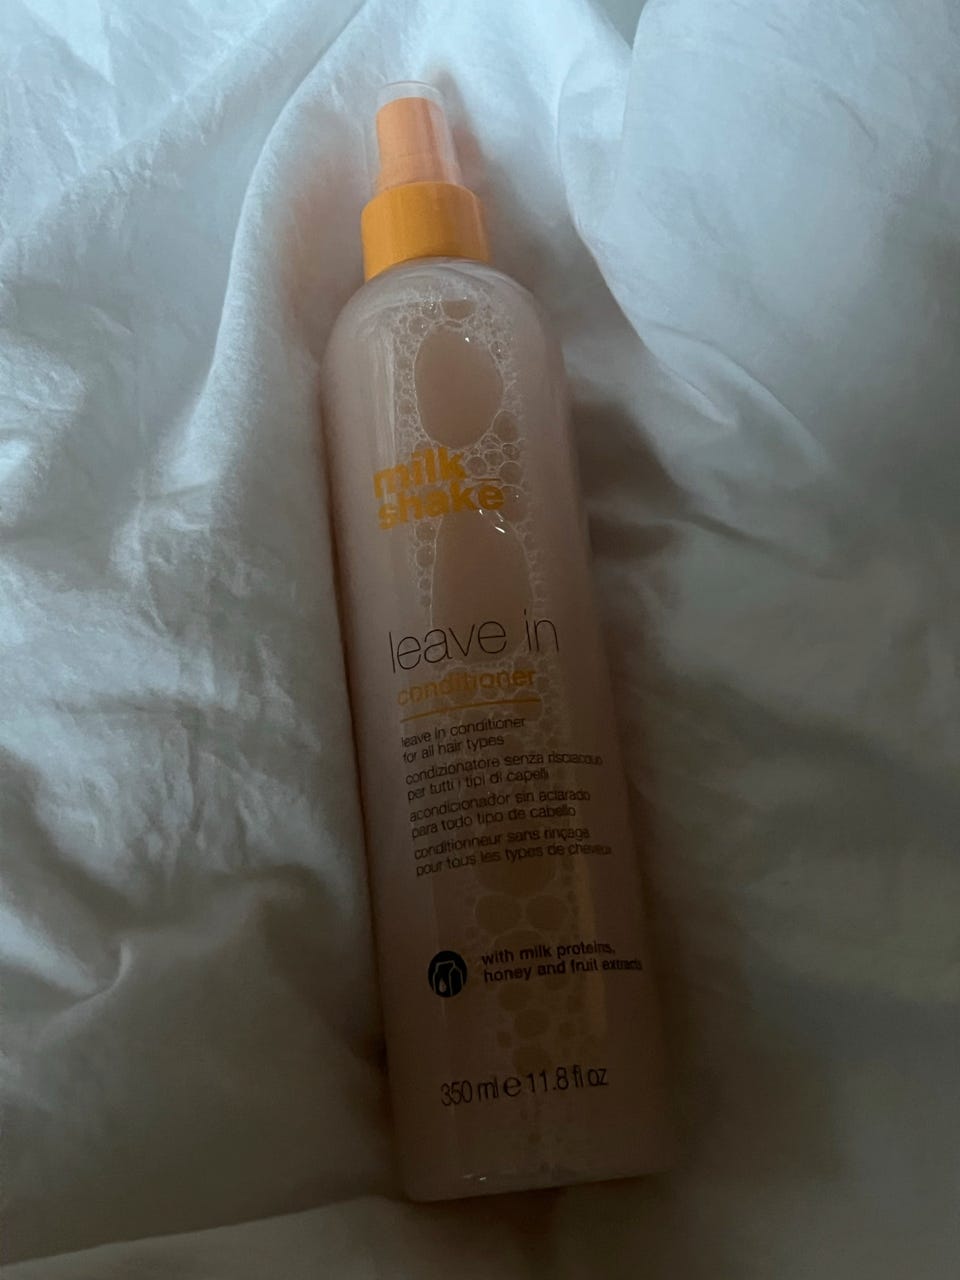 milk
shake
leave in
conditioner
leave in conditioner
for all hair types
condizionatore senza risciacquo
per tutti i tipi di capelli
acondicionador sin aclarado
para todo tipo de cabello
conditionneur sans rinçage
pour tous les types de cheveux
with milk proteins,
honey and fruit extracts
350 ml e 11.8 fl oz